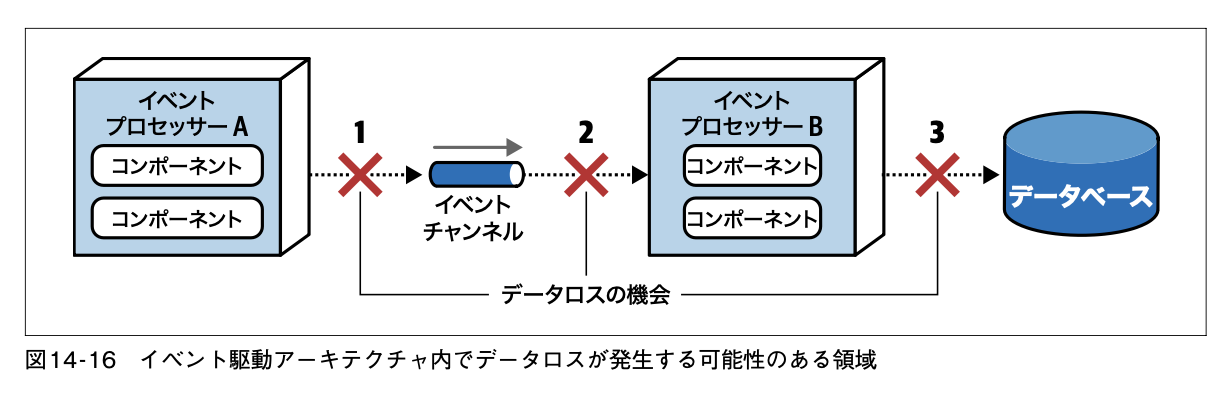 イベント
プロセッサー A
コンポーネント
コンポーネント
1
イベント
チャンネル
2
イベント
プロセッサー B
コンポーネント
コンポーネント
3
データベース
データロスの機会
図14-16　イベント駆動アーキテクチャ内でデータロスが発生する可能性のある領域